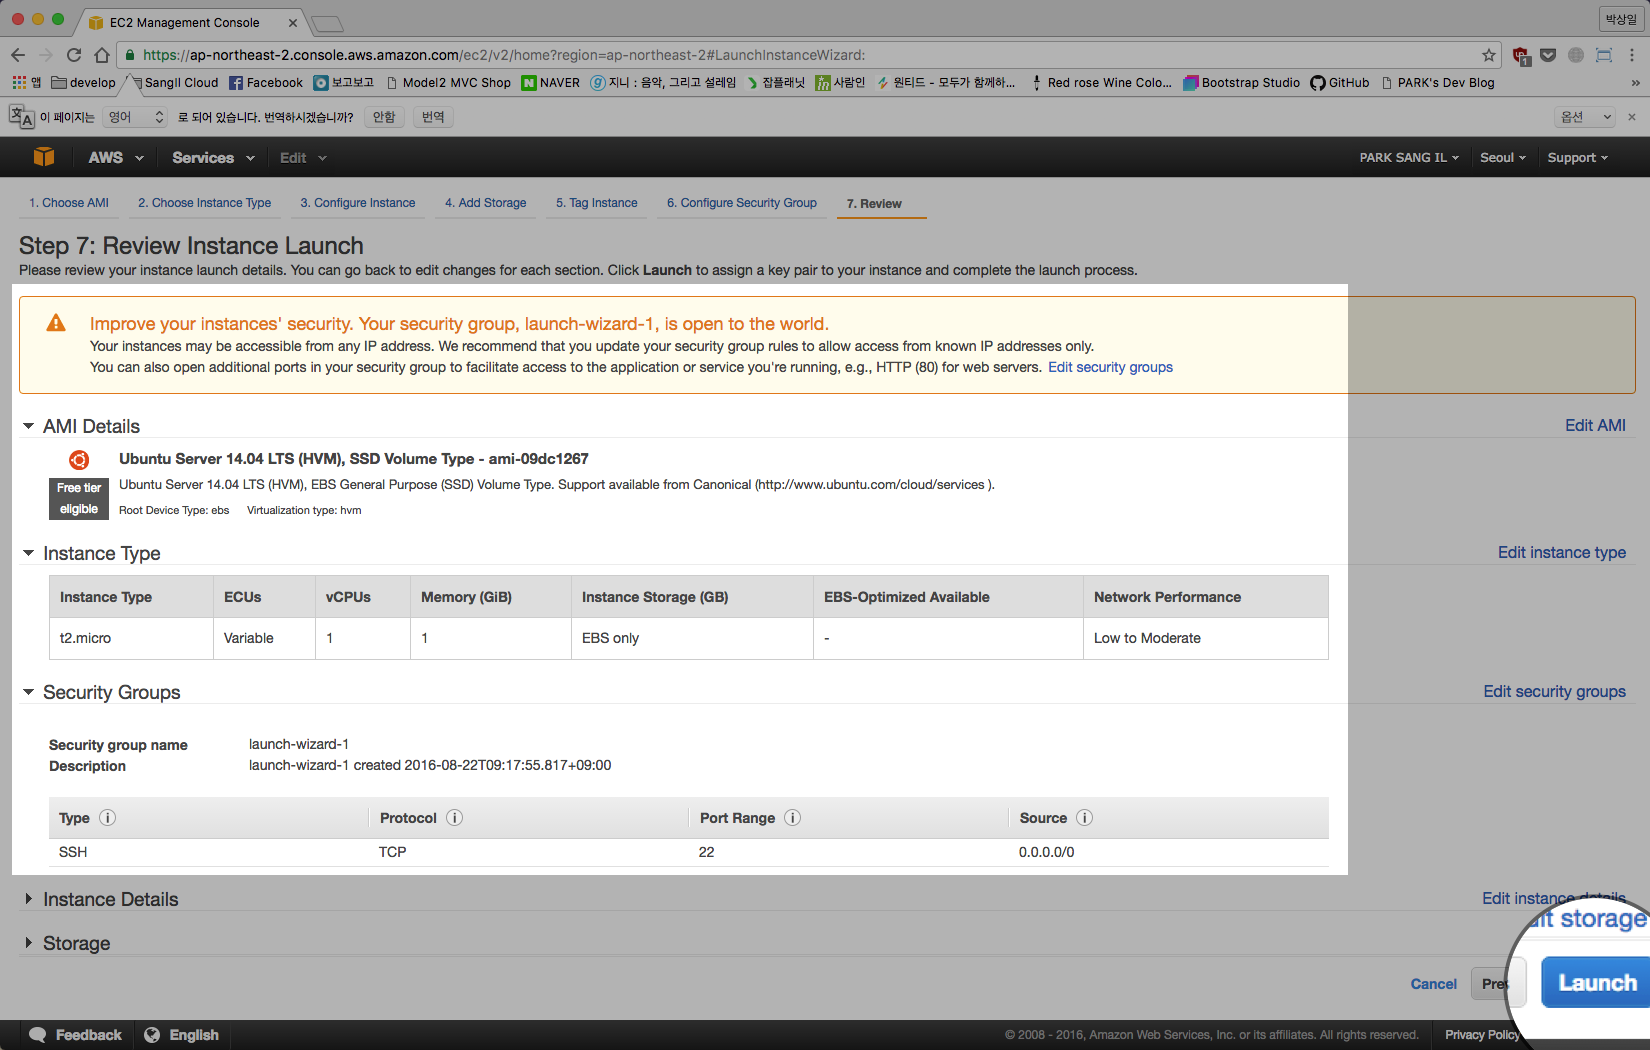 EC2 Management Console
박상일
https://ap-northeast-2.console.aws.amazon.com/ec2/v2/home?region=ap-northeast-2#LaunchInstanceWizard:
1
앱 develop Sangil Cloud Facebook 보고보고 Model2 MVC Shop NAVER 지니 : 음악, 그리고 설레임 잡플래닛 사람인 원티드 - 모두가 함께하... Red rose Wine Colo... Bootstrap Studio GitHub PARK's Dev Blog »
이 페이지는 영어 로 되어 있습니다. 번역하시겠습니까? 안함 번역 옵션
AWS Services Edit PARK SANG IL Seoul Support
1. Choose AMI 2. Choose Instance Type 3. Configure Instance 4. Add Storage 5. Tag Instance 6. Configure Security Group 7. Review
Step 7: Review Instance Launch
Please review your instance launch details. You can go back to edit changes for each section. Click Launch to assign a key pair to your instance and complete the launch process.
Improve your instances' security. Your security group, launch-wizard-1, is open to the world.
Your instances may be accessible from any IP address. We recommend that you update your security group rules to allow access from known IP addresses only.
You can also open additional ports in your security group to facilitate access to the application or service you're running, e.g., HTTP (80) for web servers. Edit security groups
AMI Details Edit AMI
Ubuntu Server 14.04 LTS (HVM), SSD Volume Type - ami-09dc1267
Free tier eligible
Ubuntu Server 14.04 LTS (HVM), EBS General Purpose (SSD) Volume Type. Support available from Canonical (http://www.ubuntu.com/cloud/services ).
Root Device Type: ebs Virtualization type: hvm
Instance Type Edit instance type
Instance Type ECUs vCPUs Memory (GiB) Instance Storage (GB) EBS-Optimized Available Network Performance
t2.micro Variable 1 1 EBS only - Low to Moderate
Security Groups Edit security groups
Security group name launch-wizard-1
Description launch-wizard-1 created 2016-08-22T09:17:55.817+09:00
Type Protocol Port Range Source
SSH TCP 22 0.0.0.0/0
Instance Details Edit instance details
Storage it storage
Cancel Pre Launch
Feedback English © 2008 - 2016, Amazon Web Services, Inc. or its affiliates. All rights reserved. Privacy Policy